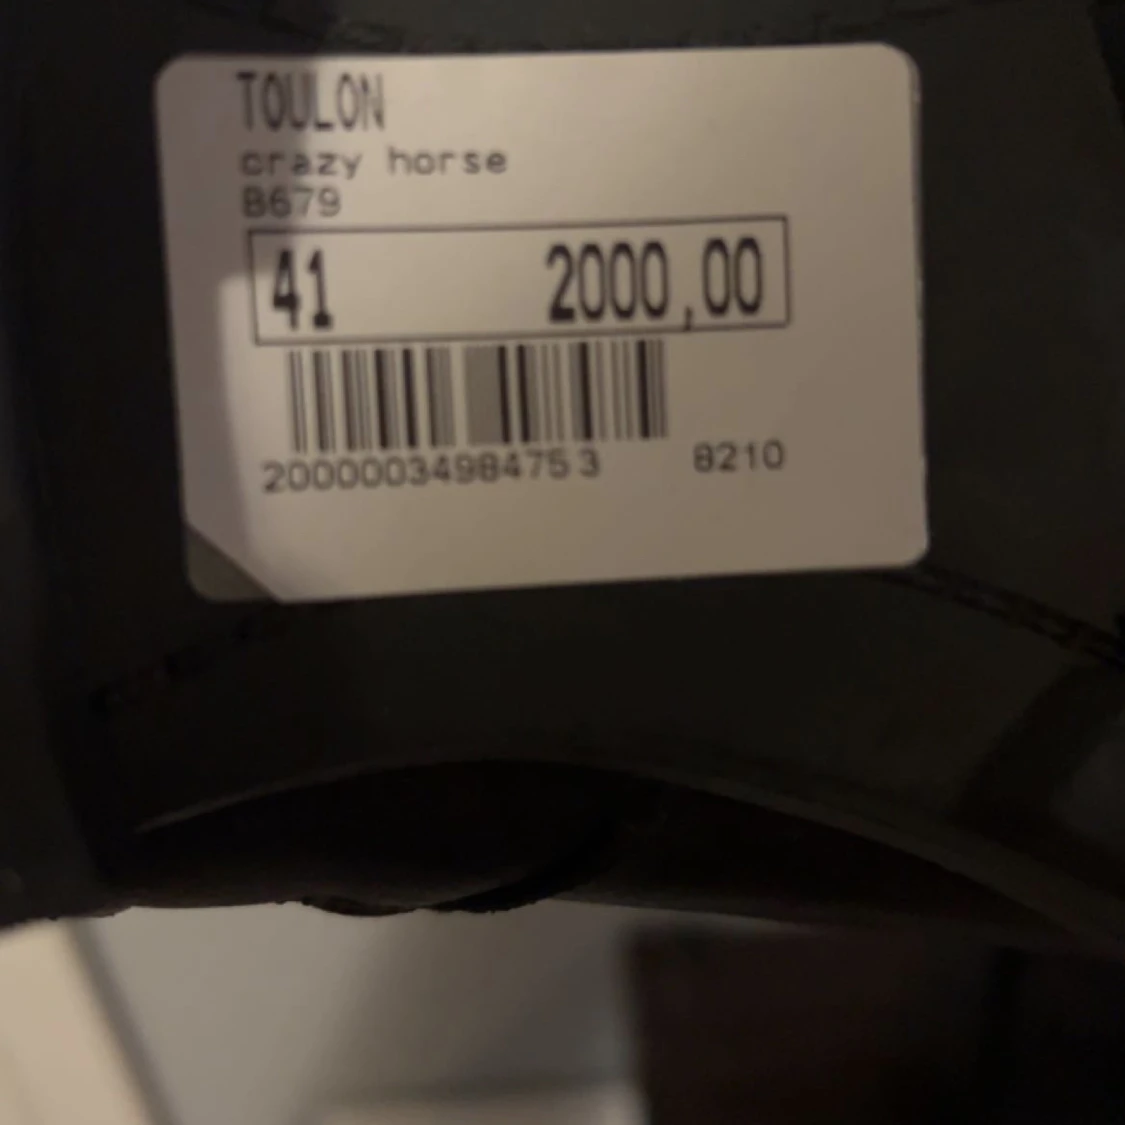 TOULON
crazy horse
B679
41 2000,00
2000003498475 3 8210